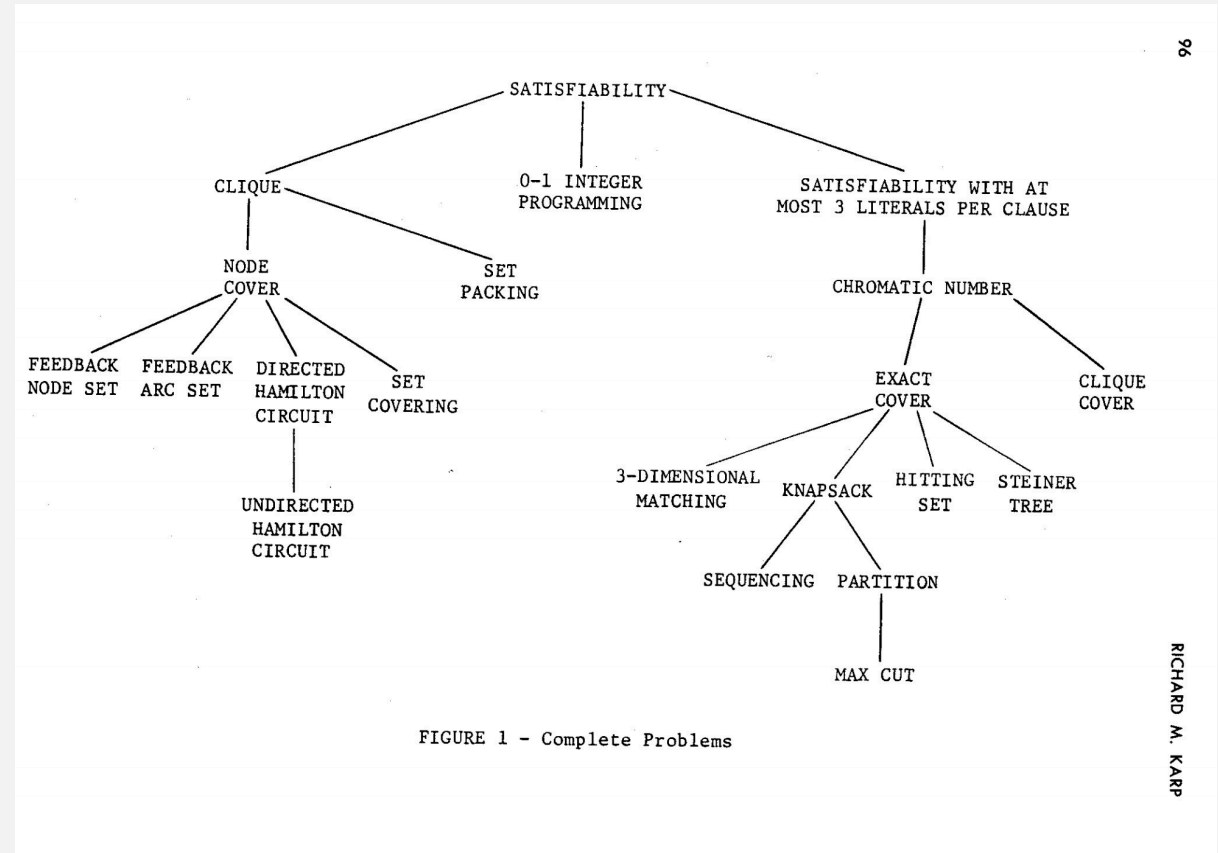 96
SATISFIABILITY
CLIQUE
0-1 INTEGER
PROGRAMMING
SATISFIABILITY WITH AT
MOST 3 LITERALS PER CLAUSE
NODE
COVER
SET
PACKING
CHROMATIC NUMBER
FEEDBACK
NODE SET
FEEDBACK
ARC SET
DIRECTED
HAMILTON
CIRCUIT
SET
COVERING
EXACT
COVER
CLIQUE
COVER
3-DIMENSIONAL
MATCHING
KNAPSACK
HITTING
SET
STEINER
TREE
UNDIRECTED
HAMILTON
CIRCUIT
SEQUENCING
PARTITION
MAX CUT
FIGURE 1 - Complete Problems
RICHARD M. KARP